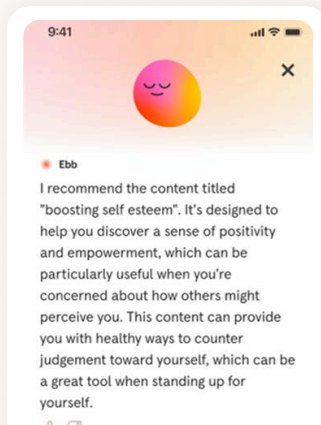 9:41
Ebb
I recommend the content titled
"boosting self esteem". It's designed to
help you discover a sense of positivity
and empowerment, which can be
particularly useful when you're
concerned about how others might
perceive you. This content can provide
you with healthy ways to counter
judgement toward yourself, which can be
a great tool when standing up for
yourself.